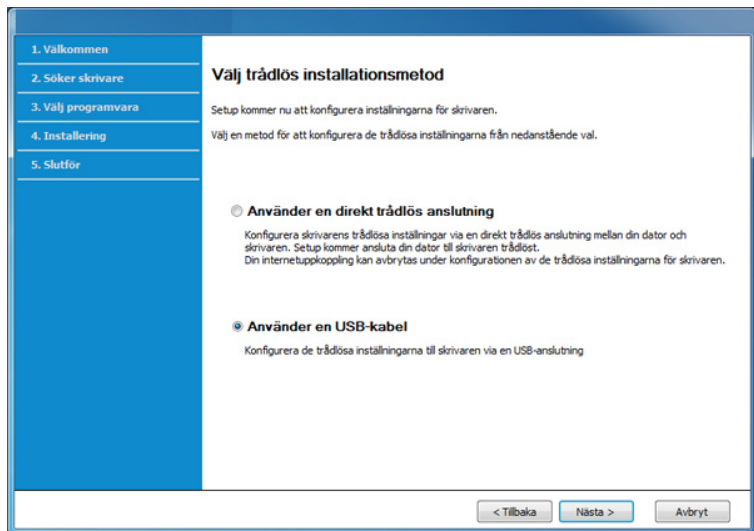 1. Välkommen
2. Söker skrivare
3. Välj programvara
4. Installering
5. Slutför
Välj trådlös installationsmetod
Setup kommer nu att konfigurera inställningarna för skrivaren.
Välj en metod för att konfigurera de trådlösa inställningarna från nedanstående val.
Använder en direkt trådlös anslutning
Konfigurera skrivarens trådlösa inställningar via en direkt trådlös anslutning mellan din dator och
skrivaren. Setup kommer ansluta din dator till skrivaren trådlöst.
Din internetuppkoppling kan avbrytas under konfigurationen av de trådlösa inställningarna för skrivaren.
Använder en USB-kabel
Konfigurera de trådlösa inställningarna til skrivaren via en USB-anslutning
< Tilbaka
Nästa >
Avbryt